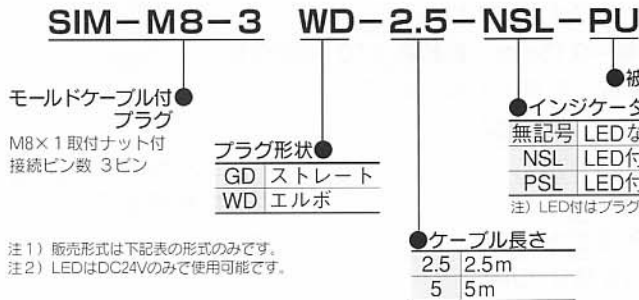 SIM-M8-3 WD-2.5-NSL-PU
モールドケーブル付
プラグ
M8×1取付ナット付
接続ピン数 3ピン
プラグ形状
GD ストレート
WD エルボ
被
インジケータ
無記号 LEDな
NSL LED付
PSL LED付
注）LED付はプラグ
ケーブル長さ
2.5 2.5m
5 5m
注1）販売形式は下記表の形式のみです。
注2）LEDはDC24Vのみで使用可能です。